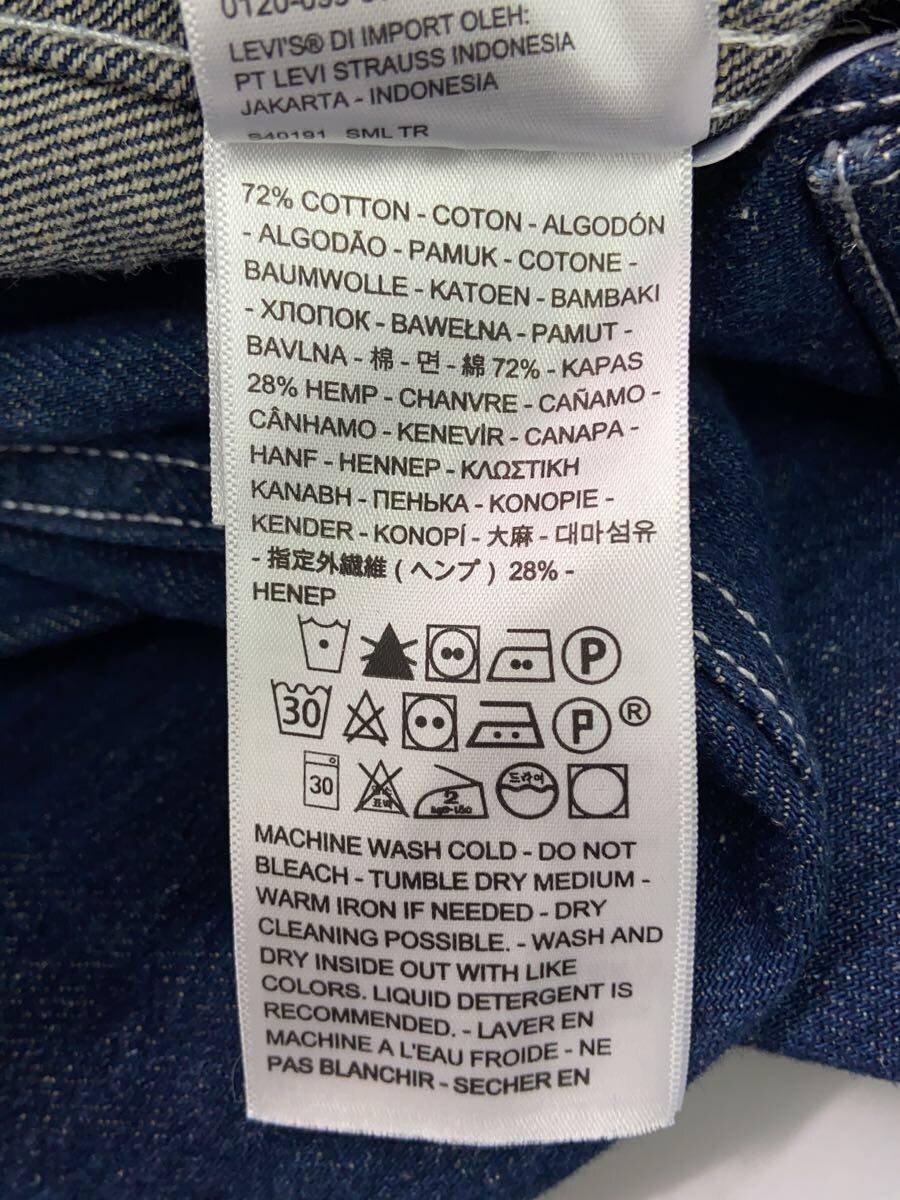 LEVI'S® DI IMPORT OLEH:
PT LEVI STRAUSS INDONESIA
JAKARTA - INDONESIA
S40191 SML TR
72% COTTON - COTON - ALGODÓN
- ALGODÃO - PAMUK - COTONE -
BAUMWOLLE - KATOEN - BAMBAKI
- ХЛОПОК - BAWEŁNA - PAMUT -
BAVLNA - 棉 - 면 - 綿 72% - KAPAS
28% HEMP - CHANVRE - CAÑAMO -
CÂNHAMO - KENEVİR - CANAPA -
HANF - HENNEP - ΚΛΩΣΤΙΚΗ
ΚΑΝΑΒΗ - ПЕНЬКА - KONOPIE -
KENDER - KONOPÍ - 大麻 - 대마섬유
- 指定外繊維 ( ヘンプ ) 28% -
HENEP
P
30 P ®
30 2 드라이
MACHINE WASH COLD - DO NOT
BLEACH - TUMBLE DRY MEDIUM -
WARM IRON IF NEEDED - DRY
CLEANING POSSIBLE. - WASH AND
DRY INSIDE OUT WITH LIKE
COLORS. LIQUID DETERGENT IS
RECOMMENDED. - LAVER EN
MACHINE A L'EAU FROIDE - NE
PAS BLANCHIR - SECHER EN